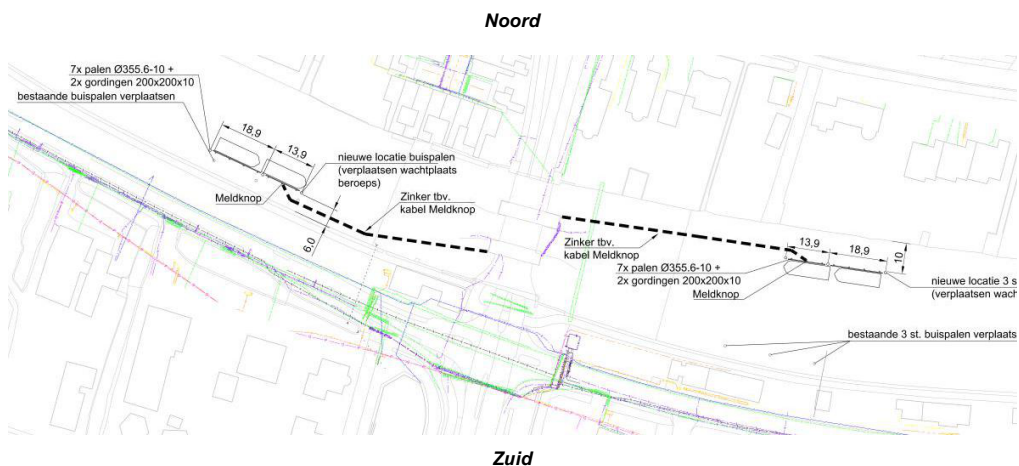 Noord
7x palen Ø355.6-10 +
2x gordingen 200x200x10
bestaande buispalen verplaatsen
18,9
13,9
nieuwe locatie buispalen
(verplaatsen wachtplaats
beroeps)
Meldknop
Zinker tbv.
kabel Meldknop
6,0
Zinker tbv.
kabel Meldknop
13,9
18,9
10
7x palen Ø355.6-10 +
2x gordingen 200x200x10
Meldknop
nieuwe locatie 3 s
(verplaatsen wach
bestaande 3 st. buispalen verplaats
Zuid